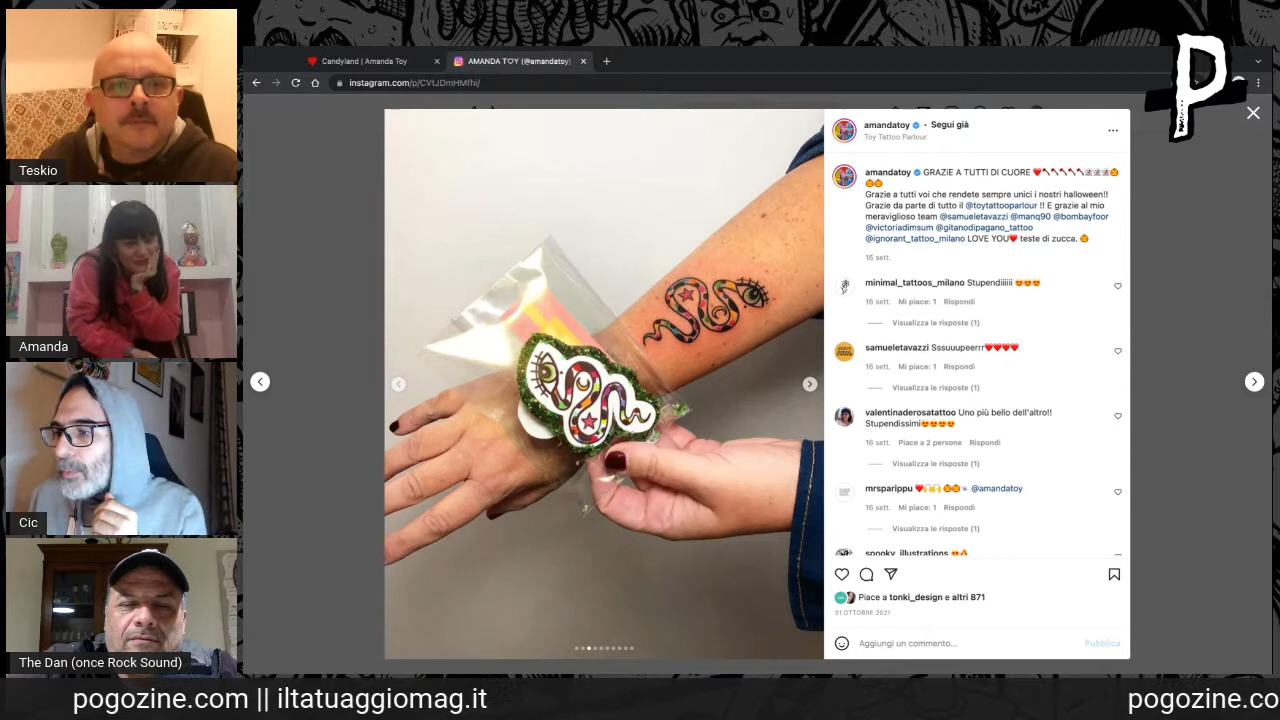 Teskio
Amanda
Cic
The Dan (once Rock Sound)
Candyland | Amanda Toy
AMANDA TOY (@amandatoy)
instagram.com/p/CVtJDmHMfhi/
P
amandatoy • Segui già
Toy Tattoo Parlour
amandatoy GRAZiE A TUTTI DI CUORE ❤️🪓🪓🪓🪓🪓☠️☠️☠️🎃
🎃🎃
Grazie a tutti voi che rendete sempre unici i nostri halloween!!
Grazie da parte di tutto il @toytattooparlour !! E grazie al mio
meraviglioso team @samueletavazzi @manq90 @bombayfoor
@victoriadimsum @gitanodipagano_tattoo
@ignorant_tattoo_milano LOVE YOU❤️ teste di zucca. 🎃
16 sett.
minimal_tattoos_milano Stupendiiiiii 😍😍😍
16 sett. Mi piace: 1 Rispondi
Visualizza le risposte (1)
samueletavazzi Sssuuupeerrr❤️❤️❤️❤️
16 sett. Mi piace: 1 Rispondi
Visualizza le risposte (1)
valentinaderosatattoo Uno più bello dell'altro!!
Stupendissimi😍😍😍😍
16 sett. Piace a 2 persone Rispondi
Visualizza le risposte (1)
mrsparippu ❤️🙌🙌🎃🎃👻 @amandatoy
16 sett. Mi piace: 1 Rispondi
Visualizza le risposte (1)
spooky_illustrations 😍🔥
Piace a tonki_design e altri 871
31 OTTOBRE 2021
Aggiungi un commento...
Pubblica
pogozine.com || iltatuaggiomag.it
pogozine.co